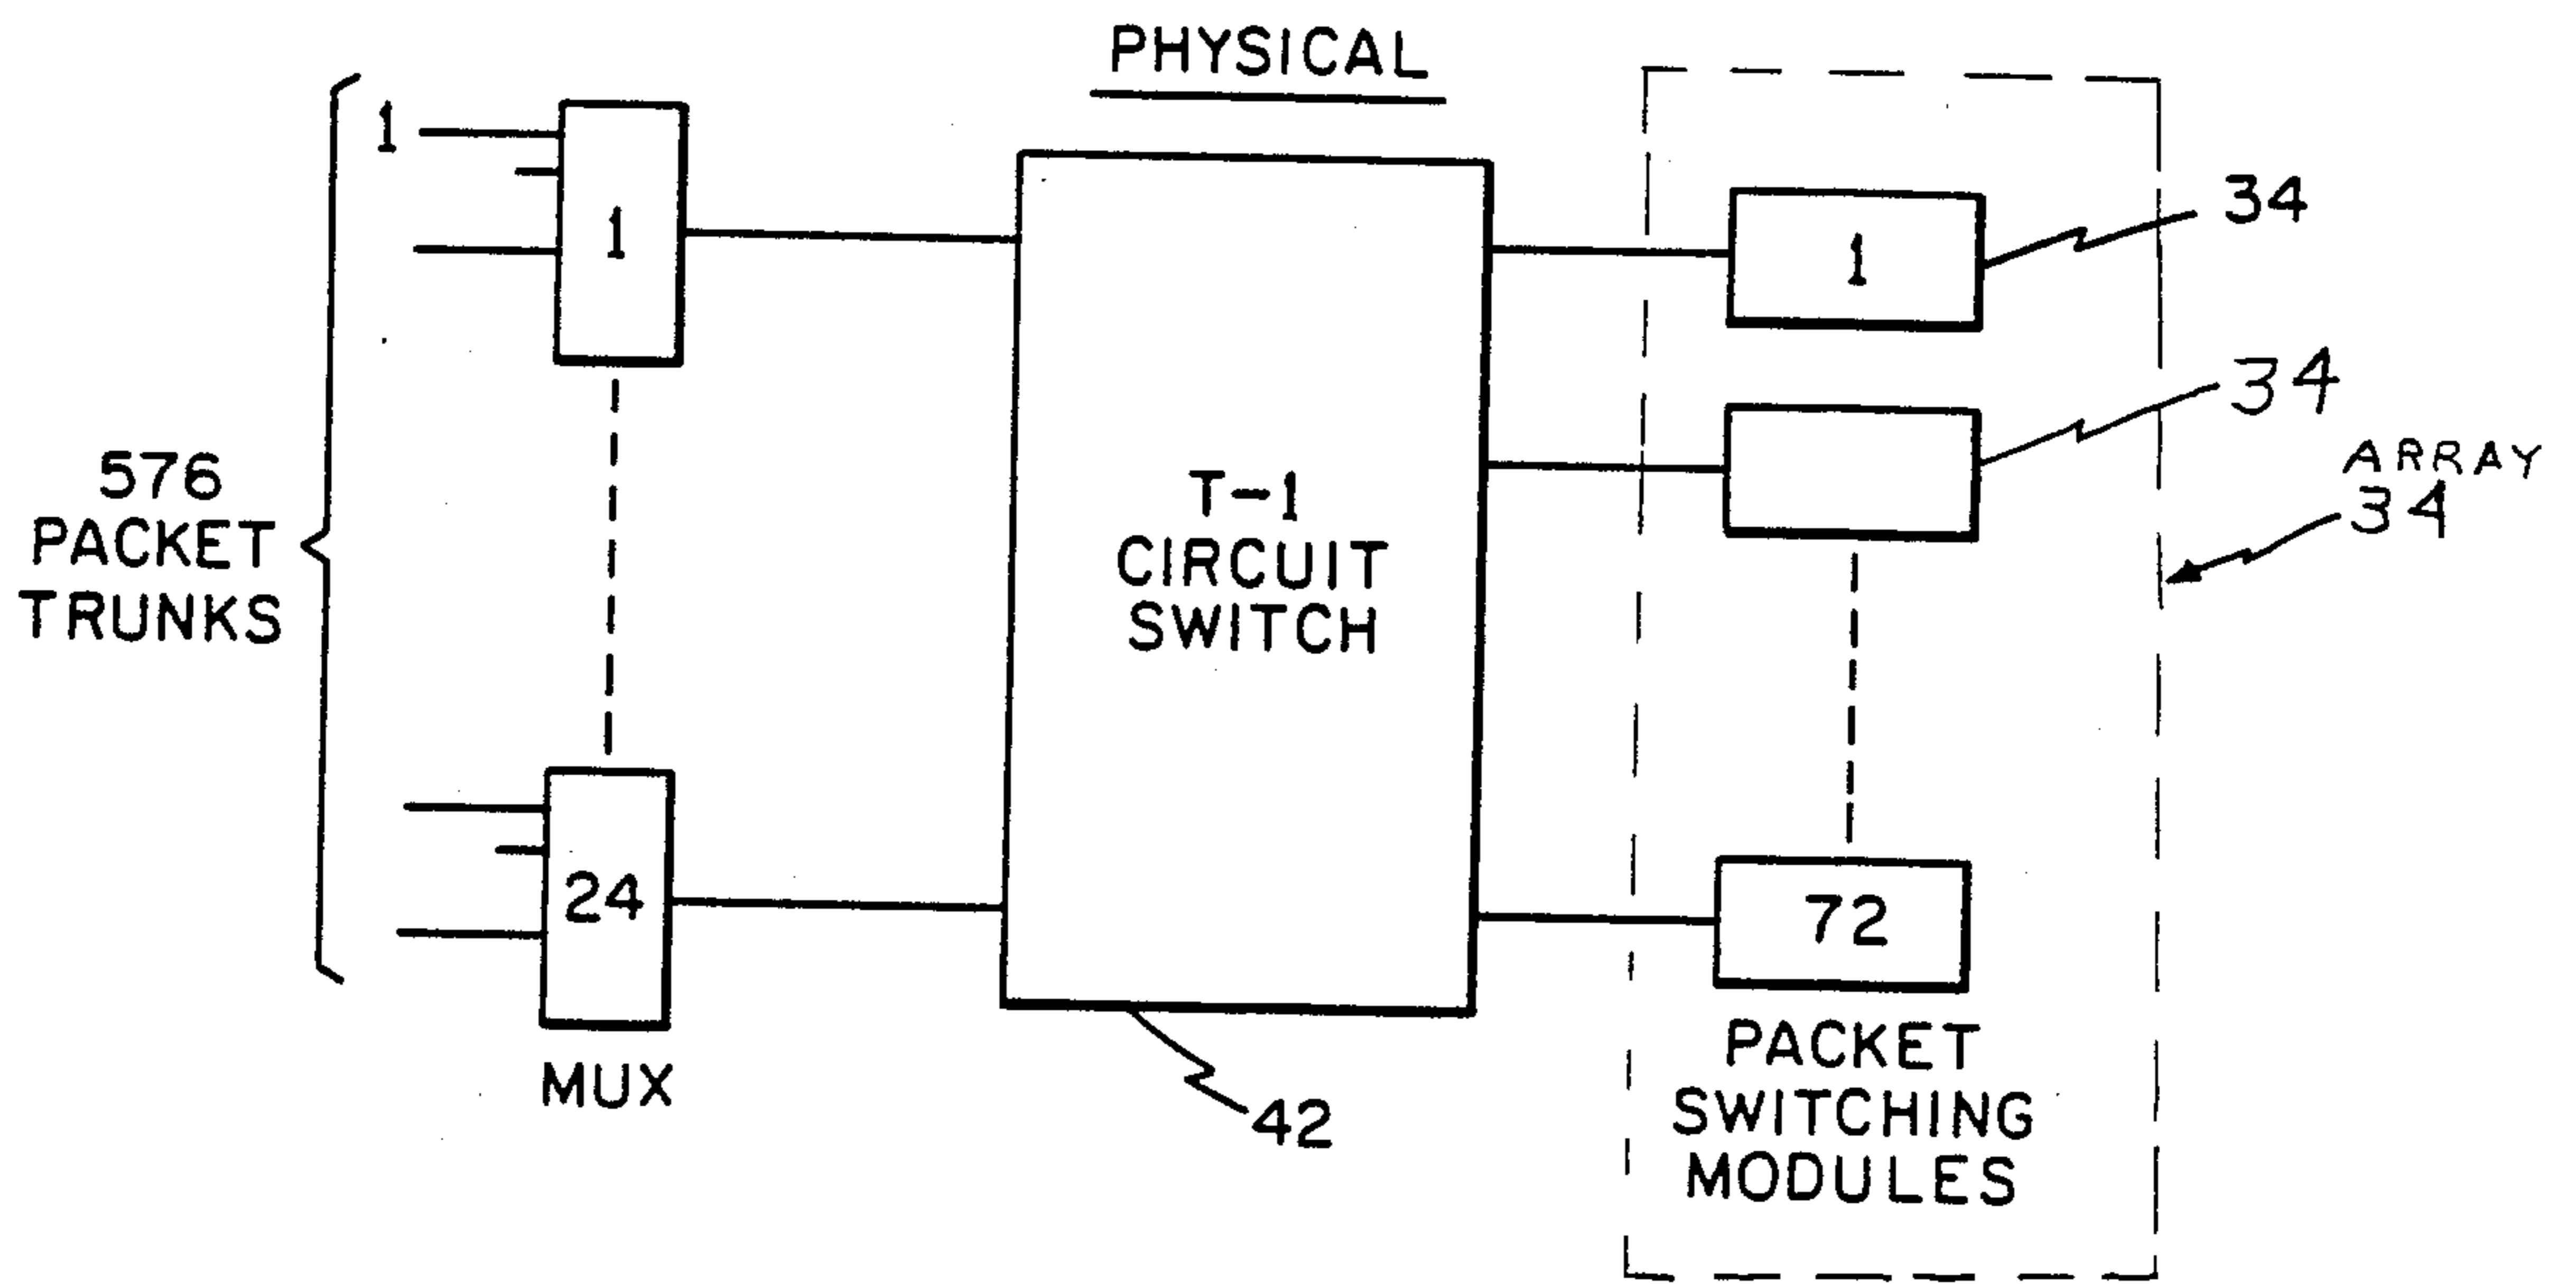 PHYSICAL
1
1
576
PACKET
TRUNKS
24
MUX
T-1
CIRCUIT
SWITCH
42
1
34
34
ARRAY
34
72
PACKET
SWITCHING
MODULES